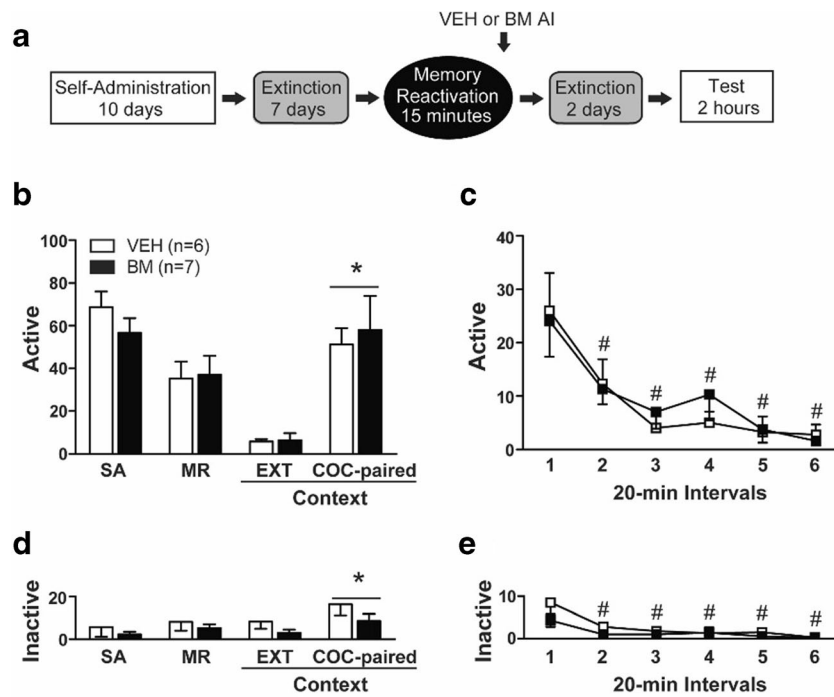 a
VEH or BM AI
Self-Administration
10 days
Extinction
7 days
Memory
Reactivation
15 minutes
Extinction
2 days
Test
2 hours
b
VEH (n=6)
BM (n=7)
*
Active
100
80
60
40
20
0
SA MR EXT COC-paired
Context
c
Active
40
30
20
10
0
# # # # #
1 2 3 4 5 6
20-min Intervals
d
Inactive
20
0
*
SA MR EXT COC-paired
Context
e
Inactive
10
0
# # # # #
1 2 3 4 5 6
20-min Intervals